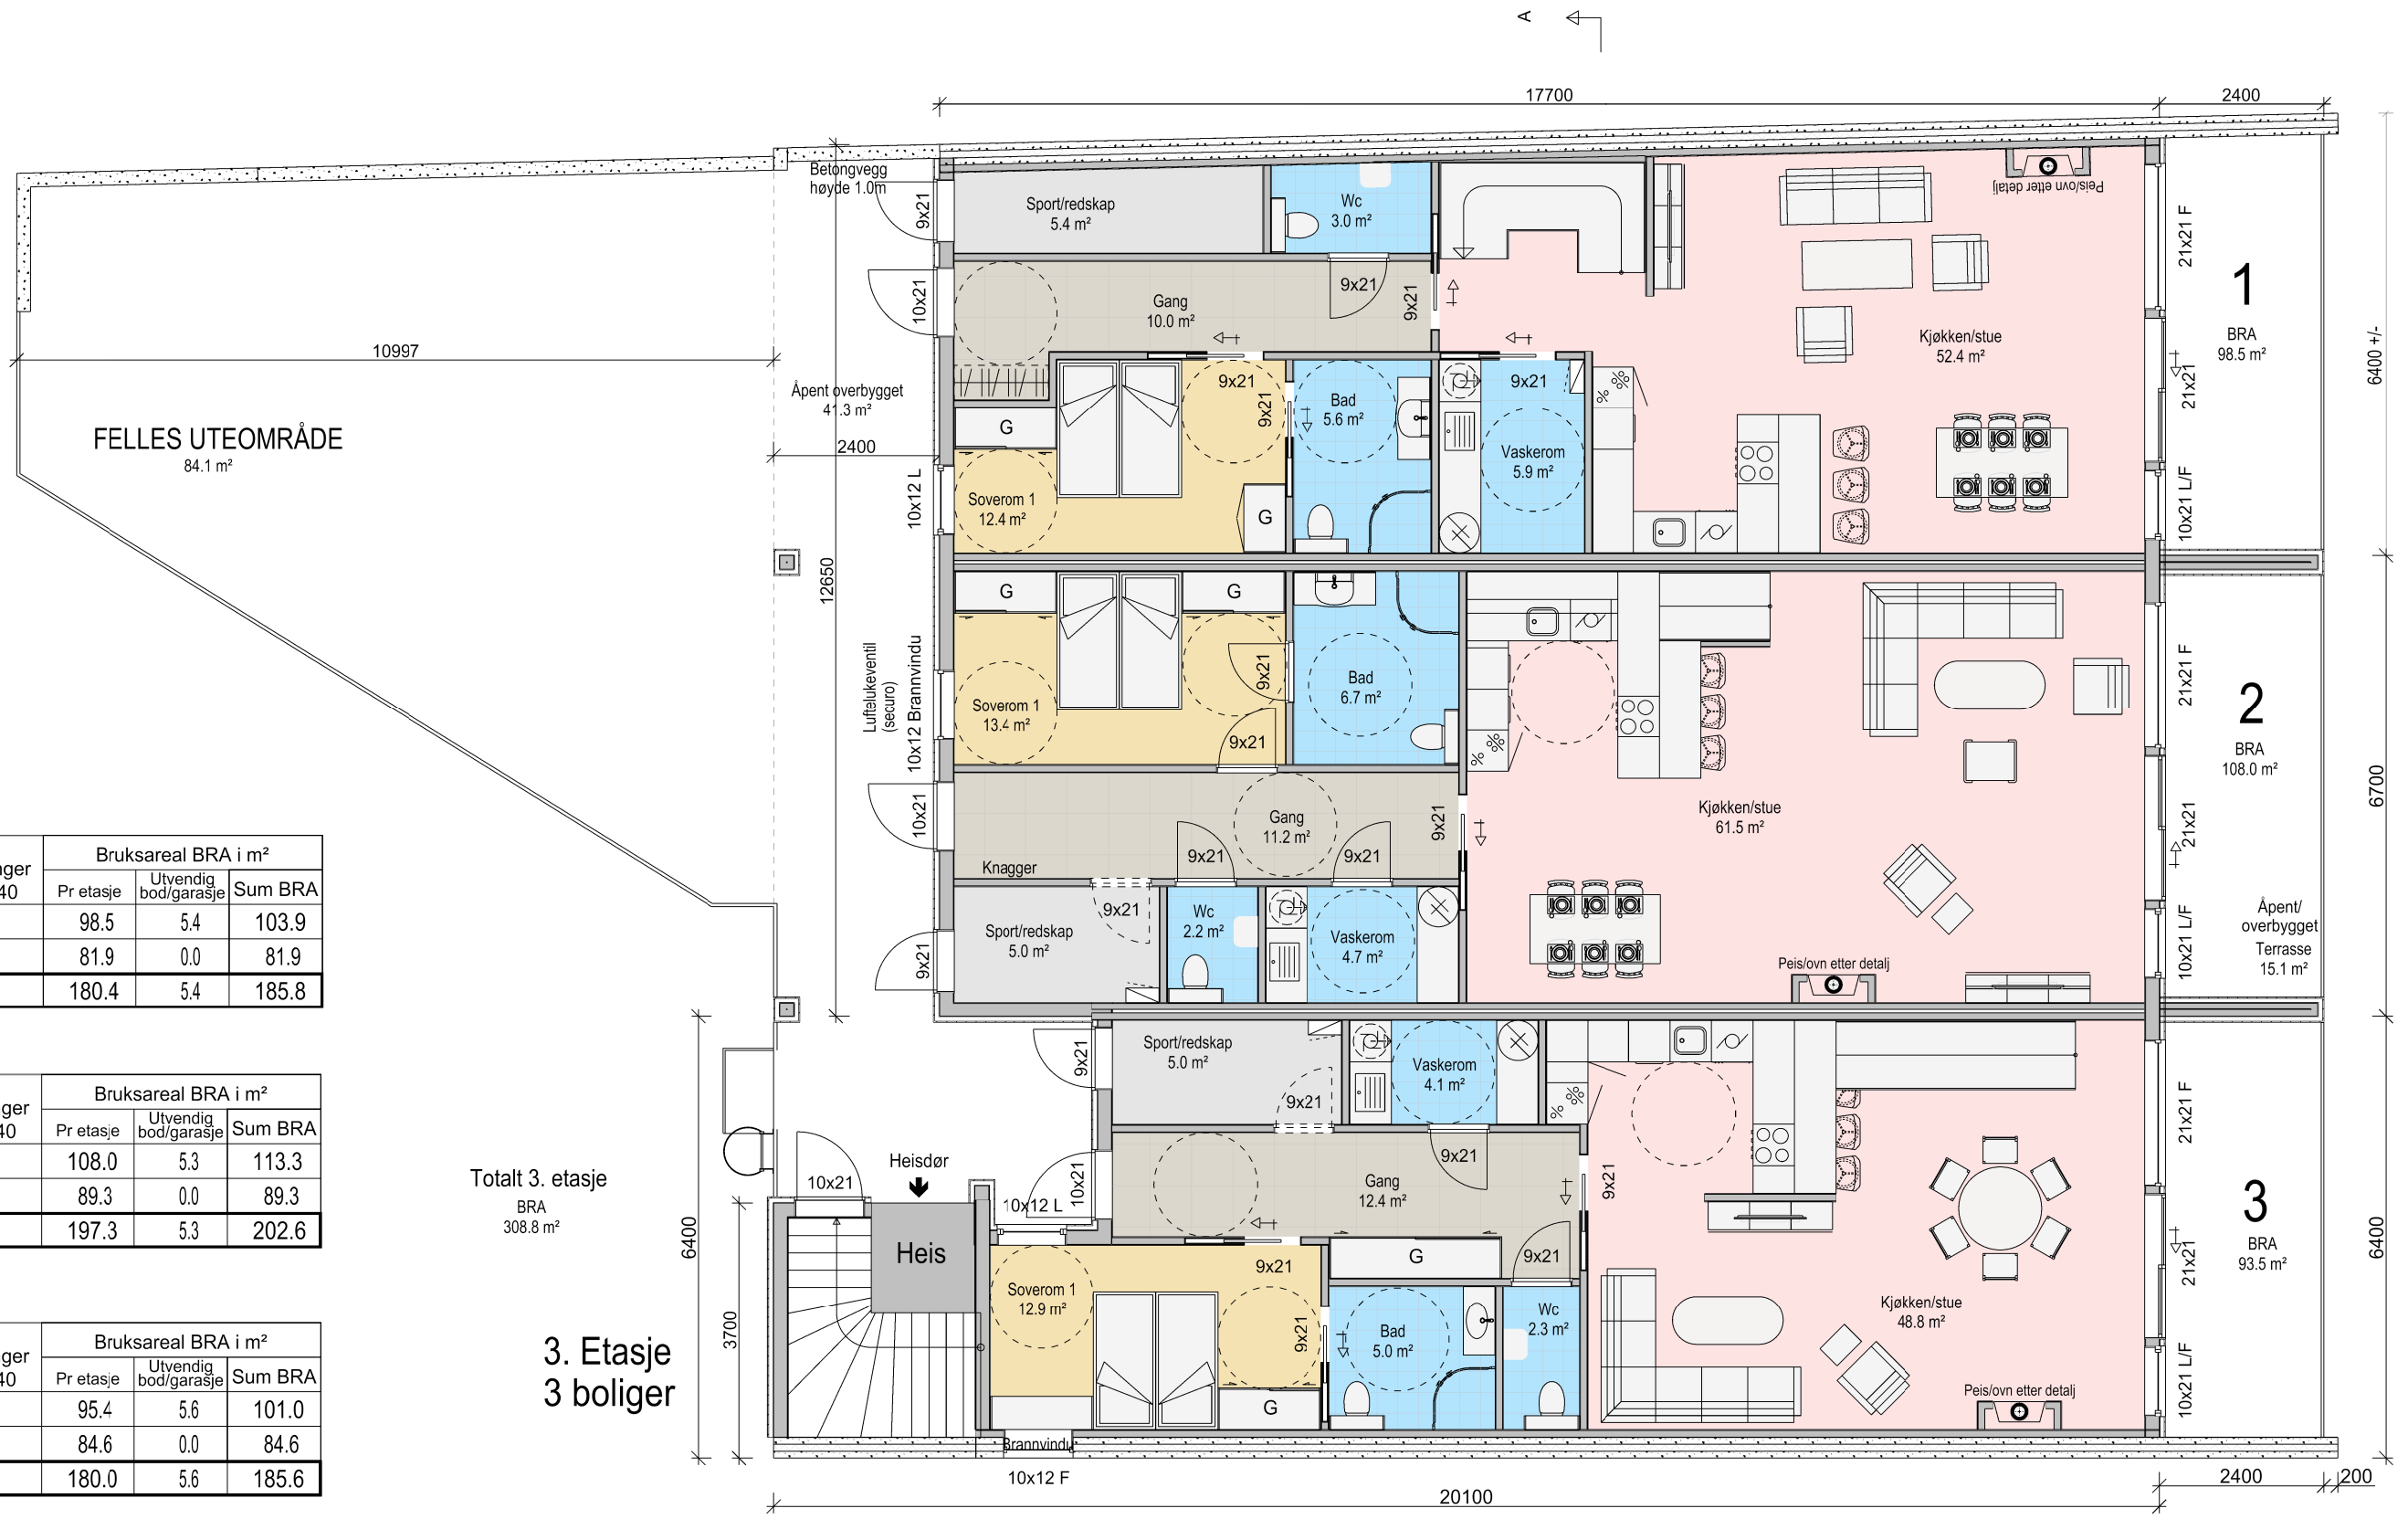 A
17700
2400
Betongvegg
høyde 1.0m
9x21
Sport/redskap
5.4 m²
Wc
3.0 m²
Peis/ovn etter detalj
21x21 F
1
BRA
98.5 m²
10x21
Gang
10.0 m²
9x21
9x21
Kjøkken/stue
52.4 m²
6400 +/-
10997
Åpent overbygget
41.3 m²
9x21
9x21
Bad
5.6 m²
9x21
21x21
FELLES UTEOMRÅDE
84.1 m²
2400
G
Vaskerom
5.9 m²
10x12 L
Soverom 1
12.4 m²
G
10x21 L/F
12650
G
G
Luftelukeventil
(securo)
10x12 Brannvindu
Soverom 1
13.4 m²
9x21
9x21
Bad
6.7 m²
21x21 F
2
BRA
108.0 m²
6700
10x21
Gang
11.2 m²
9x21
Kjøkken/stue
61.5 m²
21x21
Knagger
9x21
9x21
9x21
Sport/redskap
5.0 m²
9x21
Wc
2.2 m²
Vaskerom
4.7 m²
Peis/ovn etter detalj
10x21 L/F
Åpent/
overbygget
Terrasse
15.1 m²
nger
40
Bruksareal BRA i m²
Pr etasje
Utvendig
bod/garasje
Sum BRA
98.5 5.4 103.9
81.9 0.0 81.9
180.4 5.4 185.8
ger
40
Bruksareal BRA i m²
Pr etasje
Utvendig
bod/garasje
Sum BRA
108.0 5.3 113.3
89.3 0.0 89.3
197.3 5.3 202.6
ger
40
Bruksareal BRA i m²
Pr etasje
Utvendig
bod/garasje
Sum BRA
95.4 5.6 101.0
84.6 0.0 84.6
180.0 5.6 185.6
Totalt 3. etasje
BRA
308.8 m²
3. Etasje
3 boliger
6400
3700
9x21
Sport/redskap
5.0 m²
9x21
Vaskerom
4.1 m²
21x21 F
Heisdør
10x21
10x21
10x12 L
Gang
12.4 m²
9x21
9x21
3
BRA
93.5 m²
6400
Heis
9x21
G
9x21
21x21
Soverom 1
12.9 m²
9x21
Bad
5.0 m²
Wc
2.3 m²
Kjøkken/stue
48.8 m²
G
Peis/ovn etter detalj
10x21 L/F
Brannvindu
10x12 F
2400
200
20100